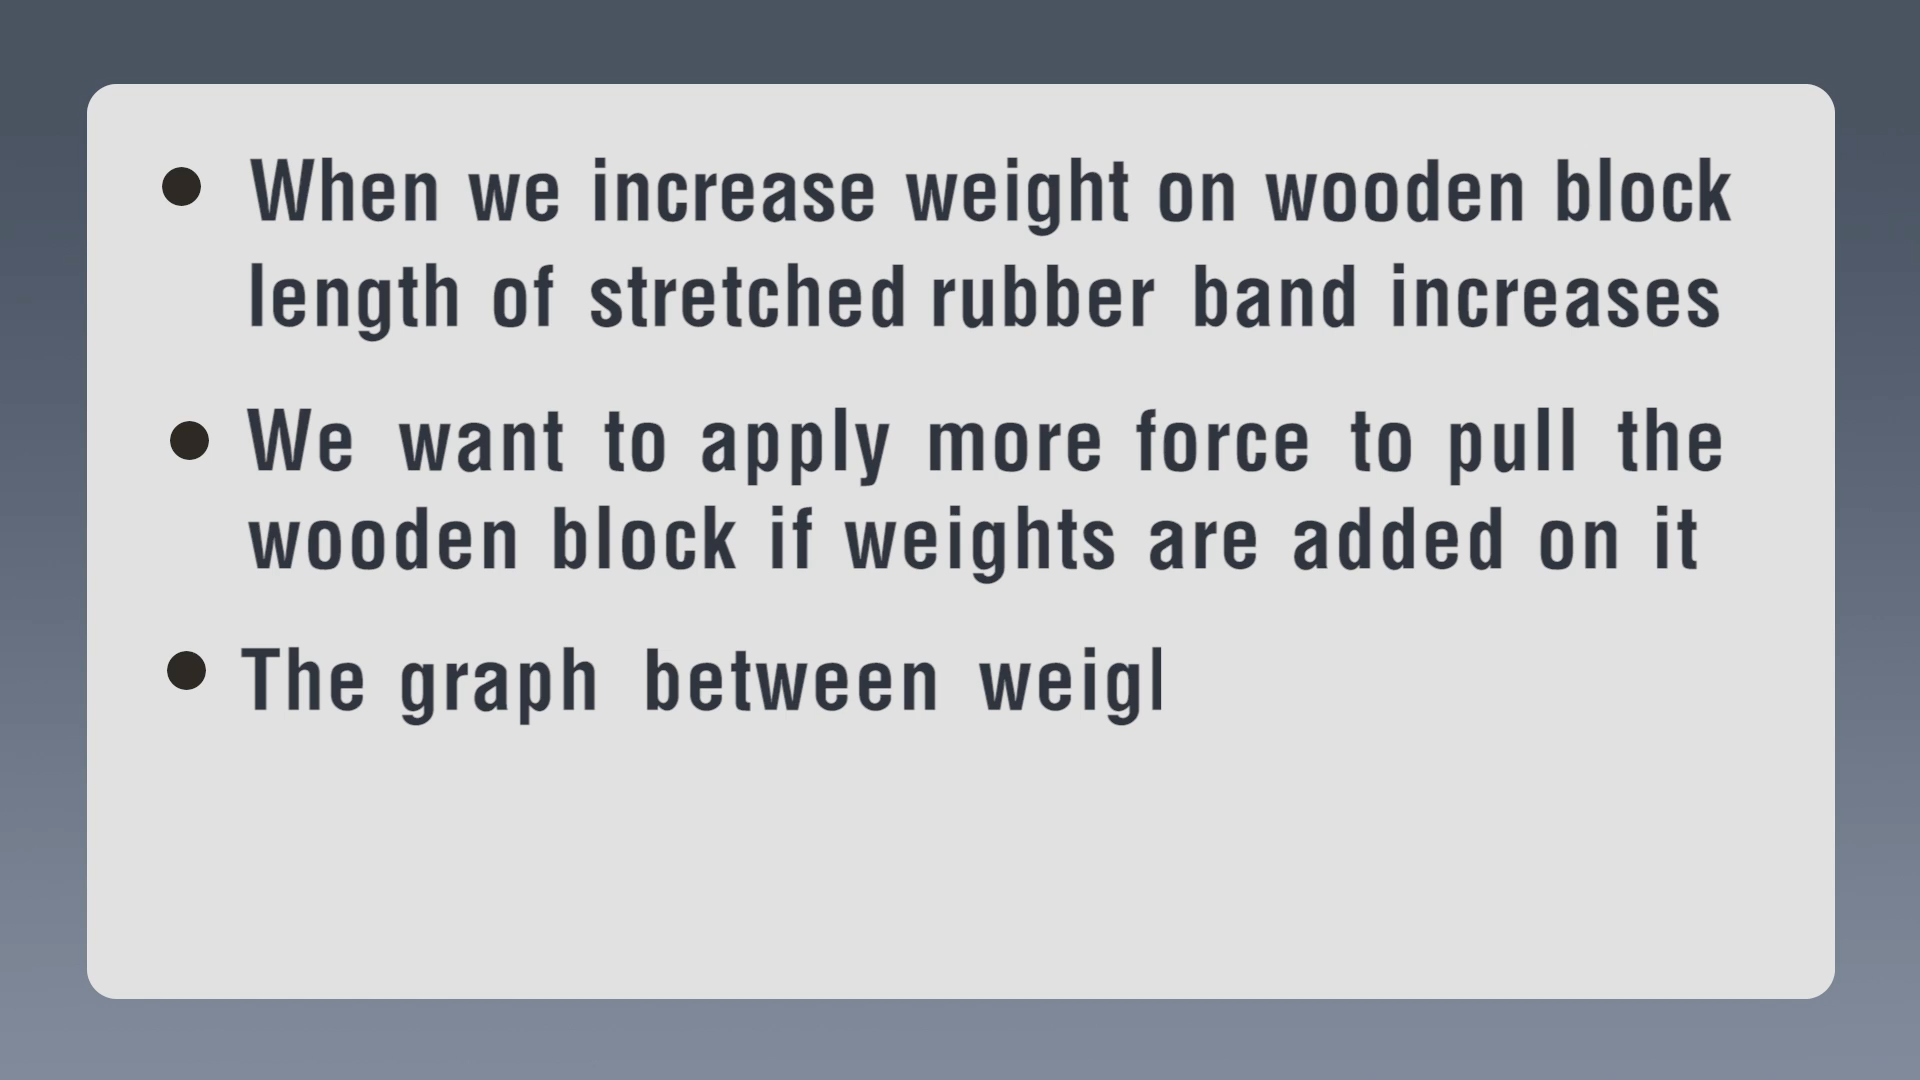 When we increase weight on wooden block
length of stretched rubber band increases
We want to apply more force to pull the
wooden block if weights are added on it
The graph between